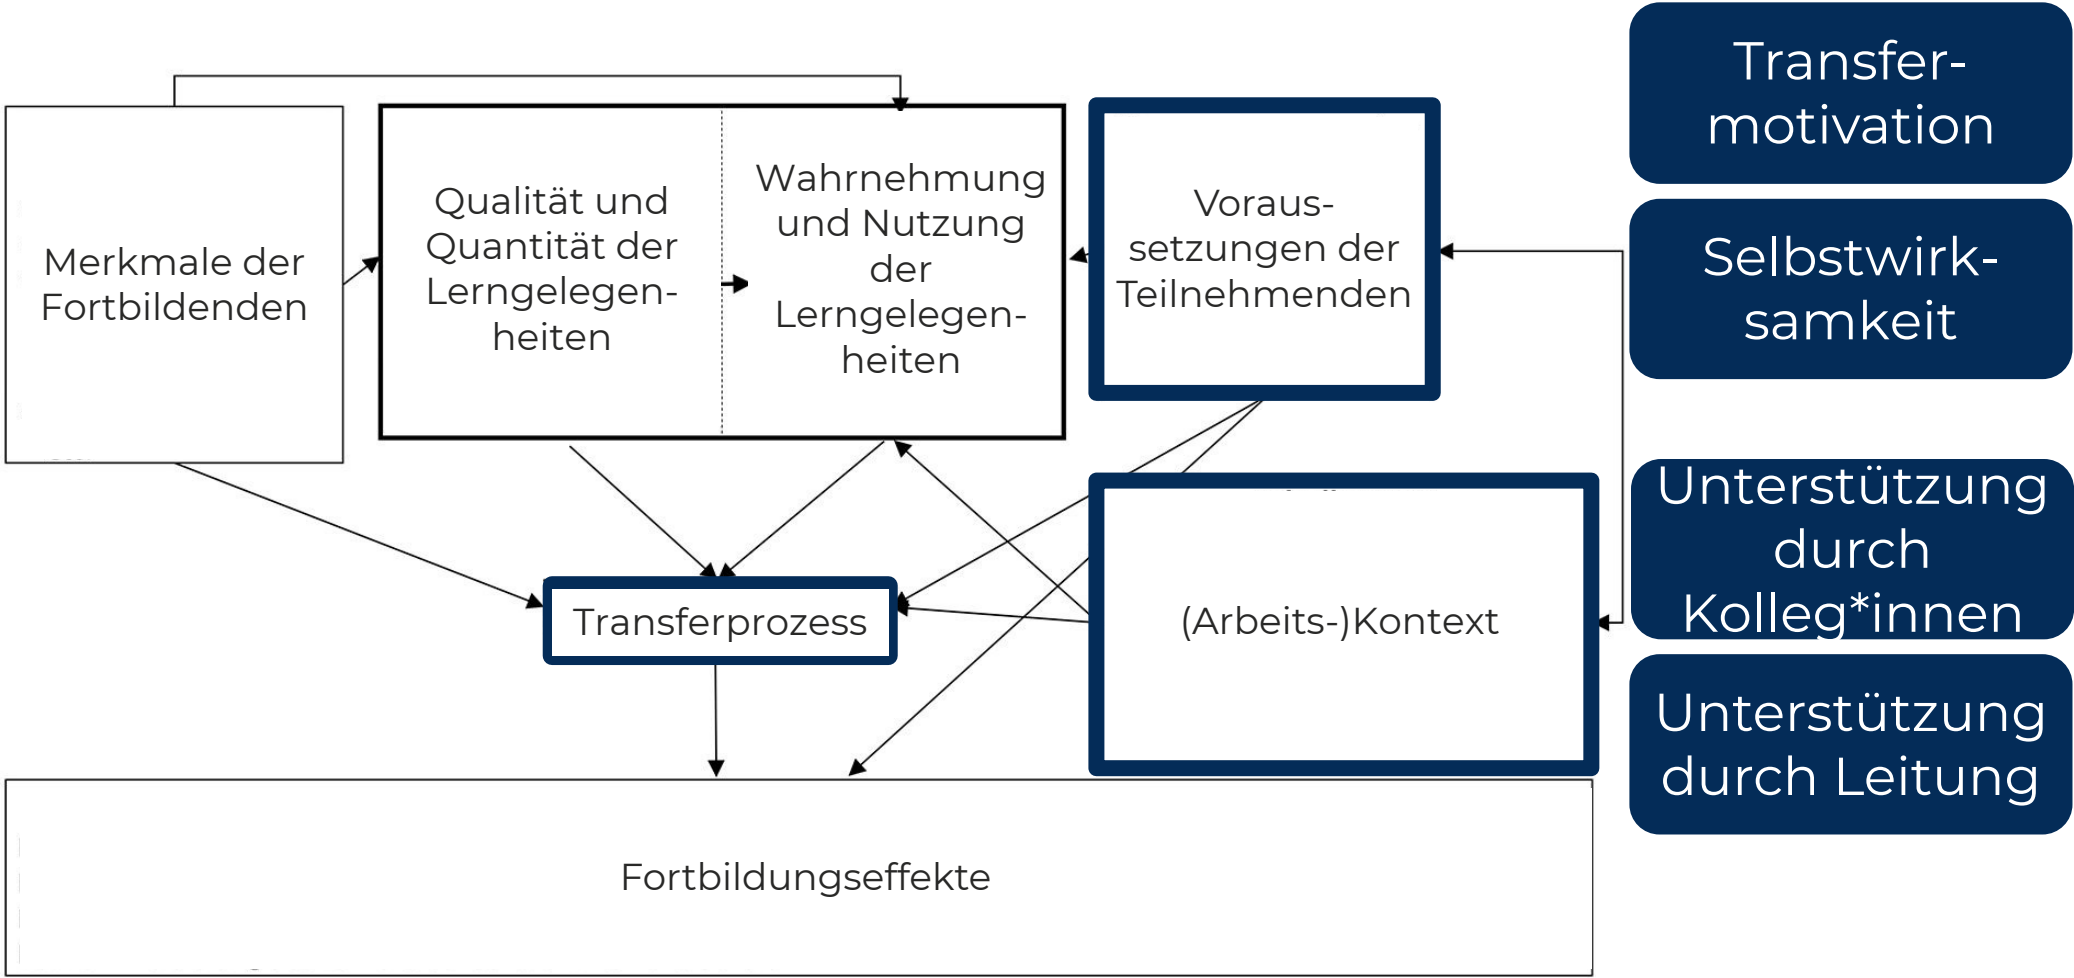 Merkmale der
Fortbildenden
Qualität und
Quantität der
Lerngelegen-
heiten
Wahrnehmung
und Nutzung
der
Lerngelegen-
heiten
Voraus-
setzungen der
Teilnehmenden
Transfer-
motivation
Selbstwirk-
samkeit
Transferprozess
(Arbeits-)Kontext
Unterstützung
durch
Kolleg*innen
Unterstützung
durch Leitung
Fortbildungseffekte